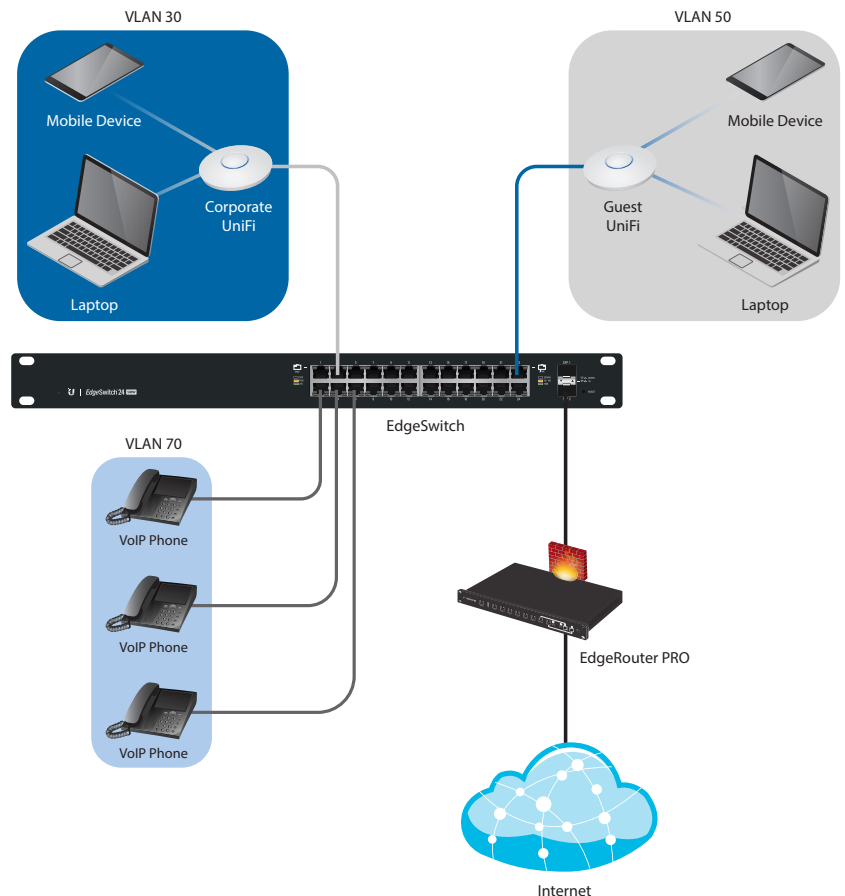 VLAN 30
VLAN 50
Mobile Device
Mobile Device
Corporate
UniFi
Guest
UniFi
Laptop
Laptop
EdgeSwitch 24
EdgeSwitch
VLAN 70
VoIP Phone
VoIP Phone
VoIP Phone
EdgeRouter PRO
Internet